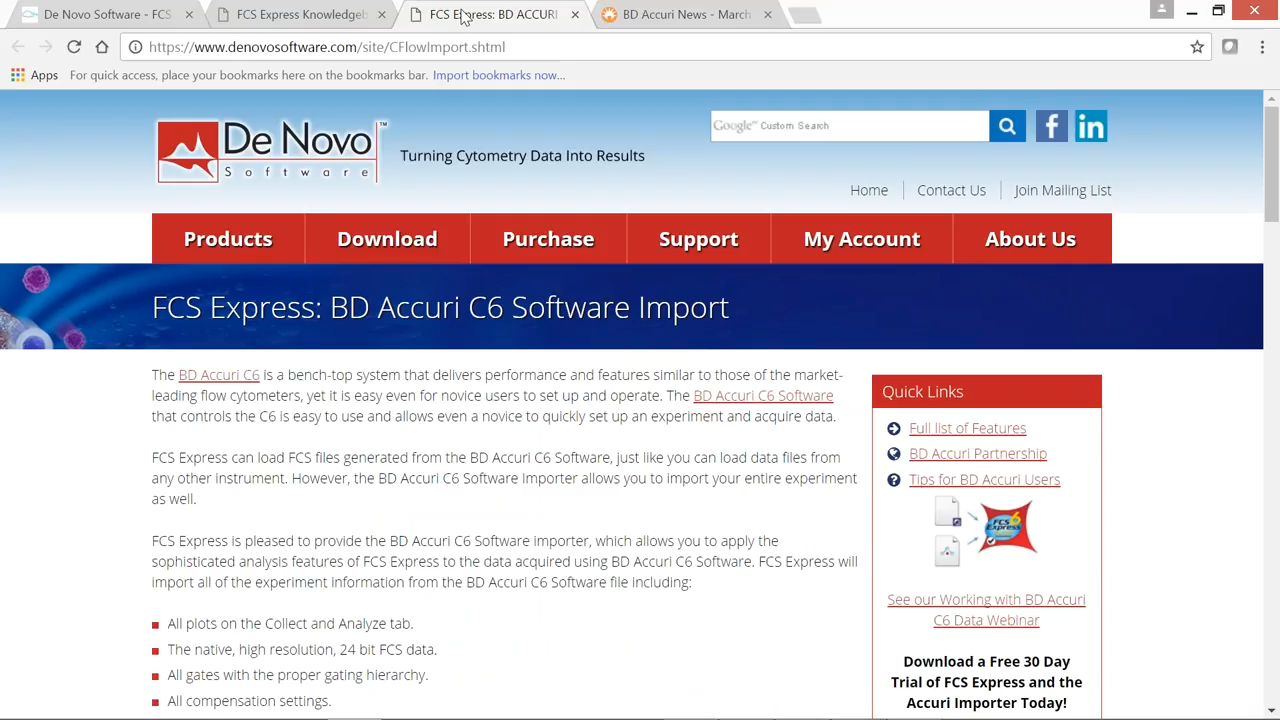 De Novo Software - FCS
FCS Express Knowledgeb
FCS Express: BD ACCURI
BD Accuri News - March
https://www.denovosoftware.com/site/CFlowImport.shtml
Apps For quick access, place your bookmarks here on the bookmarks bar. Import bookmarks now...
De Novo™
Software
Turning Cytometry Data Into Results
Google™ Custom Search
Home
Contact Us
Join Mailing List
Products
Download
Purchase
Support
My Account
About Us
FCS Express: BD Accuri C6 Software Import
The BD Accuri C6 is a bench-top system that delivers performance and features similar to those of the market-
leading flow cytometers, yet it is easy even for novice users to set up and operate. The BD Accuri C6 Software
that controls the C6 is easy to use and allows even a novice to quickly set up an experiment and acquire data.
FCS Express can load FCS files generated from the BD Accuri C6 Software, just like you can load data files from
any other instrument. However, the BD Accuri C6 Software Importer allows you to import your entire experiment
as well.
FCS Express is pleased to provide the BD Accuri C6 Software importer, which allows you to apply the
sophisticated analysis features of FCS Express to the data acquired using BD Accuri C6 Software. FCS Express will
import all of the experiment information from the BD Accuri C6 Software file including:
All plots on the Collect and Analyze tab.
The native, high resolution, 24 bit FCS data.
All gates with the proper gating hierarchy.
All compensation settings.
Quick Links
Full list of Features
BD Accuri Partnership
Tips for BD Accuri Users
FCS 6
Express
See our Working with BD Accuri
C6 Data Webinar
Download a Free 30 Day
Trial of FCS Express and the
Accuri Importer Today!